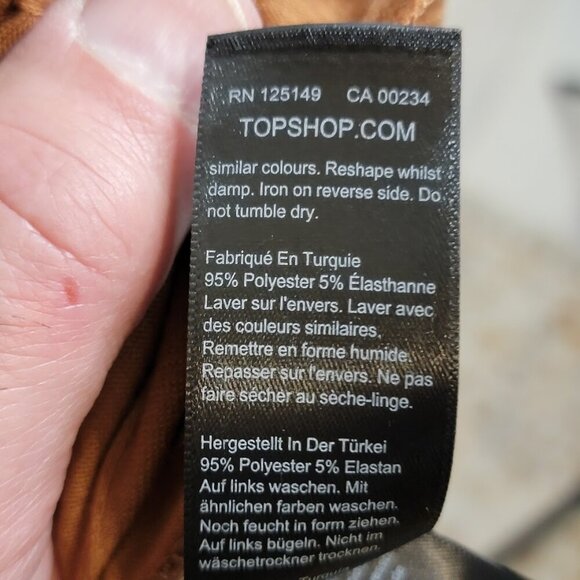 RN 125149 CA 00234
TOPSHOP.COM
similar colours. Reshape whilst
damp. Iron on reverse side. Do
not tumble dry.
Fabriqué En Turquie
95% Polyester 5% Élasthanne
Laver sur l'envers. Laver avec
des couleurs similaires.
Remettre en forme humide.
Repasser sur l'envers. Ne pas
faire sécher au sèche-linge.
Hergestellt In Der Türkei
95% Polyester 5% Elastan
Auf links waschen. Mit
ähnlichen farben waschen.
Noch feucht in form ziehen.
Auf links bügeln. Nicht im
wäschetrockner trocknen.
Turquía